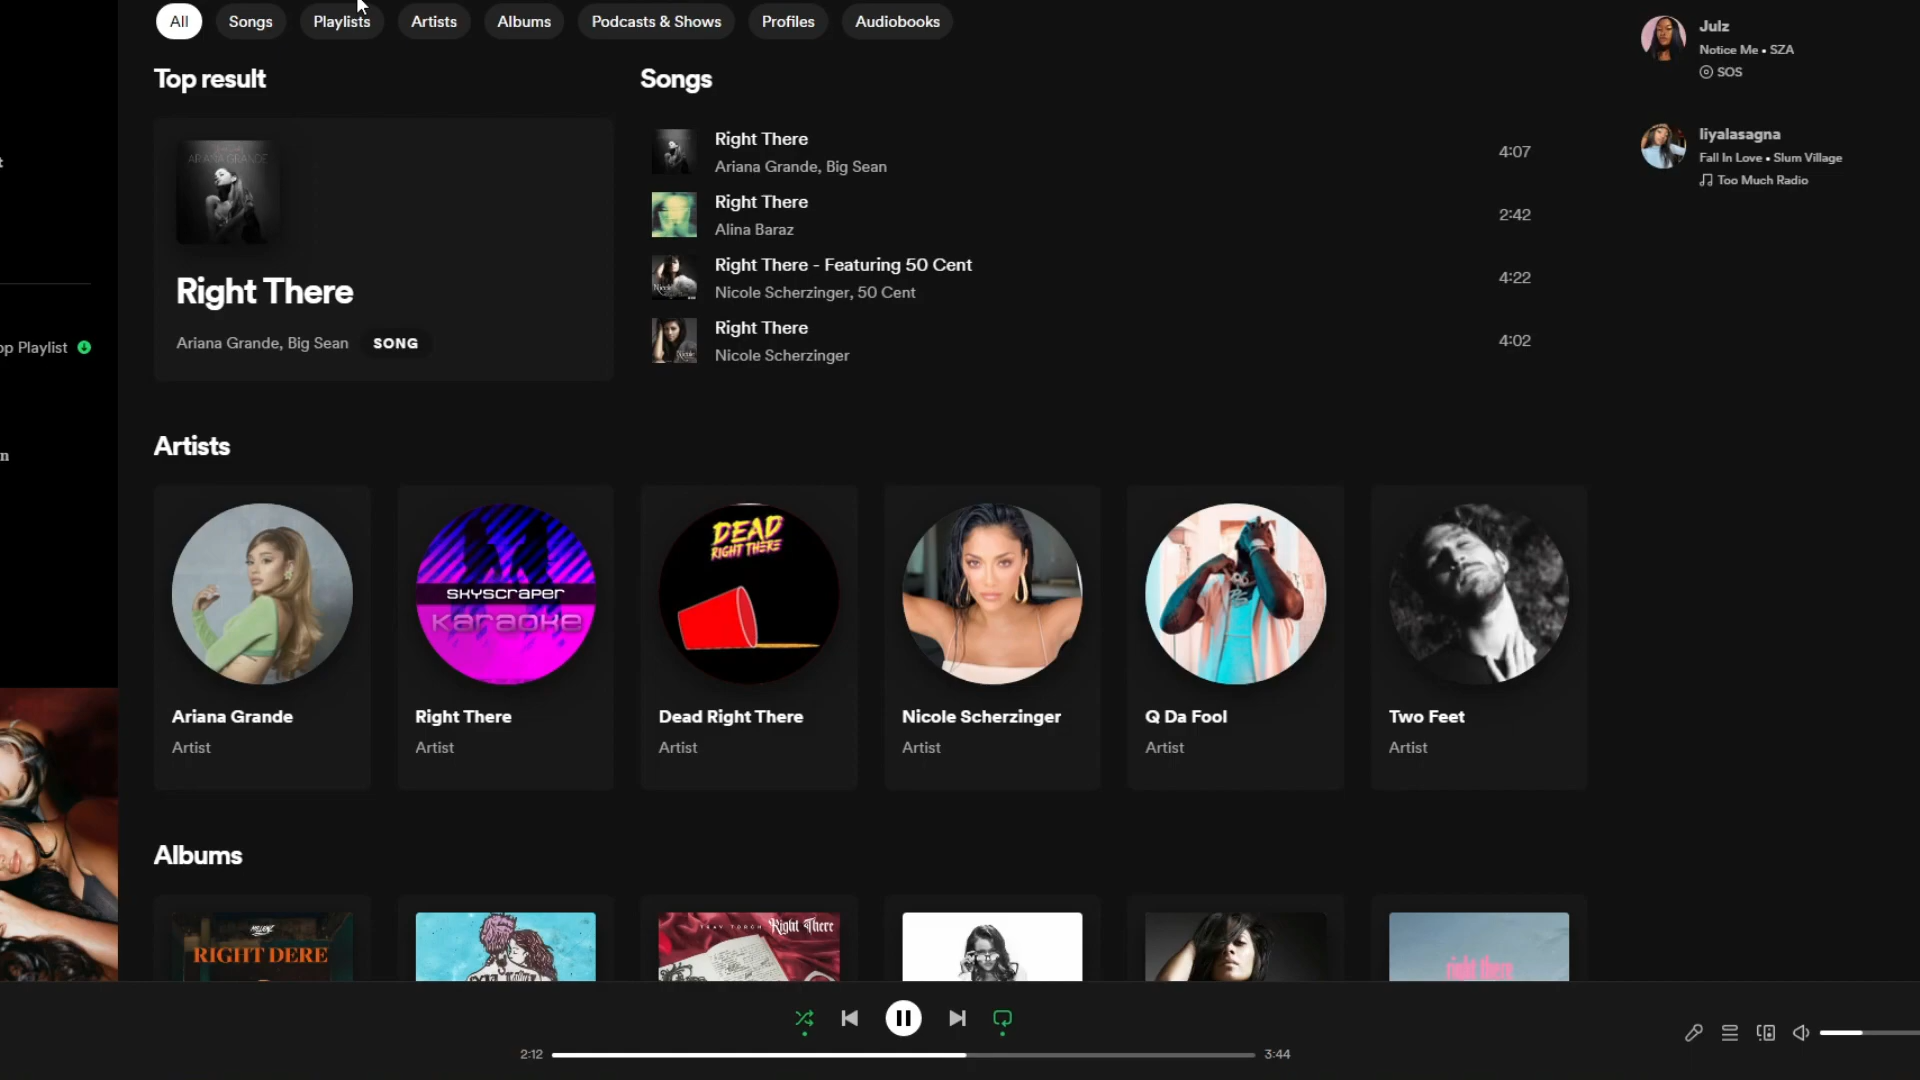 All
Songs
Playlists
Artists
Albums
Podcasts & Shows
Profiles
Audiobooks
Julz
Notice Me • SZA
SOS
liyalasagna
Fall In Love • Slum Village
Too Much Radio
t
op Playlist
n
Top result
ARIANA GRANDE
Right There
Ariana Grande, Big Sean
SONG
Songs
Right There
Ariana Grande, Big Sean
4:07
Right There
Alina Baraz
2:42
Right There - Featuring 50 Cent
Nicole Scherzinger, 50 Cent
4:22
Right There
Nicole Scherzinger
4:02
Artists
SKYSCRAPER
KARAOKE
DEAD
RIGHT THERE
Ariana Grande
Artist
Right There
Artist
Dead Right There
Artist
Nicole Scherzinger
Artist
Q Da Fool
Artist
Two Feet
Artist
Albums
RIGHT DERE
TRAV TORCH
Right There
right there
2:12
3:44